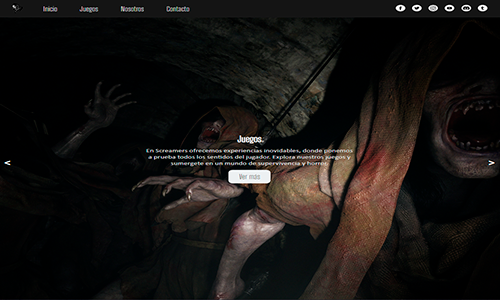 Inicio Juegos Nosotros Contacto
Juegos.
En Screamers ofrecemos experiencias inovidables, donde ponemos
a prueba todos los sentidos del jugador. Explora nuestros juegos y
sumergete en un mundo de supervivencia y horror.
< >
Ver mas